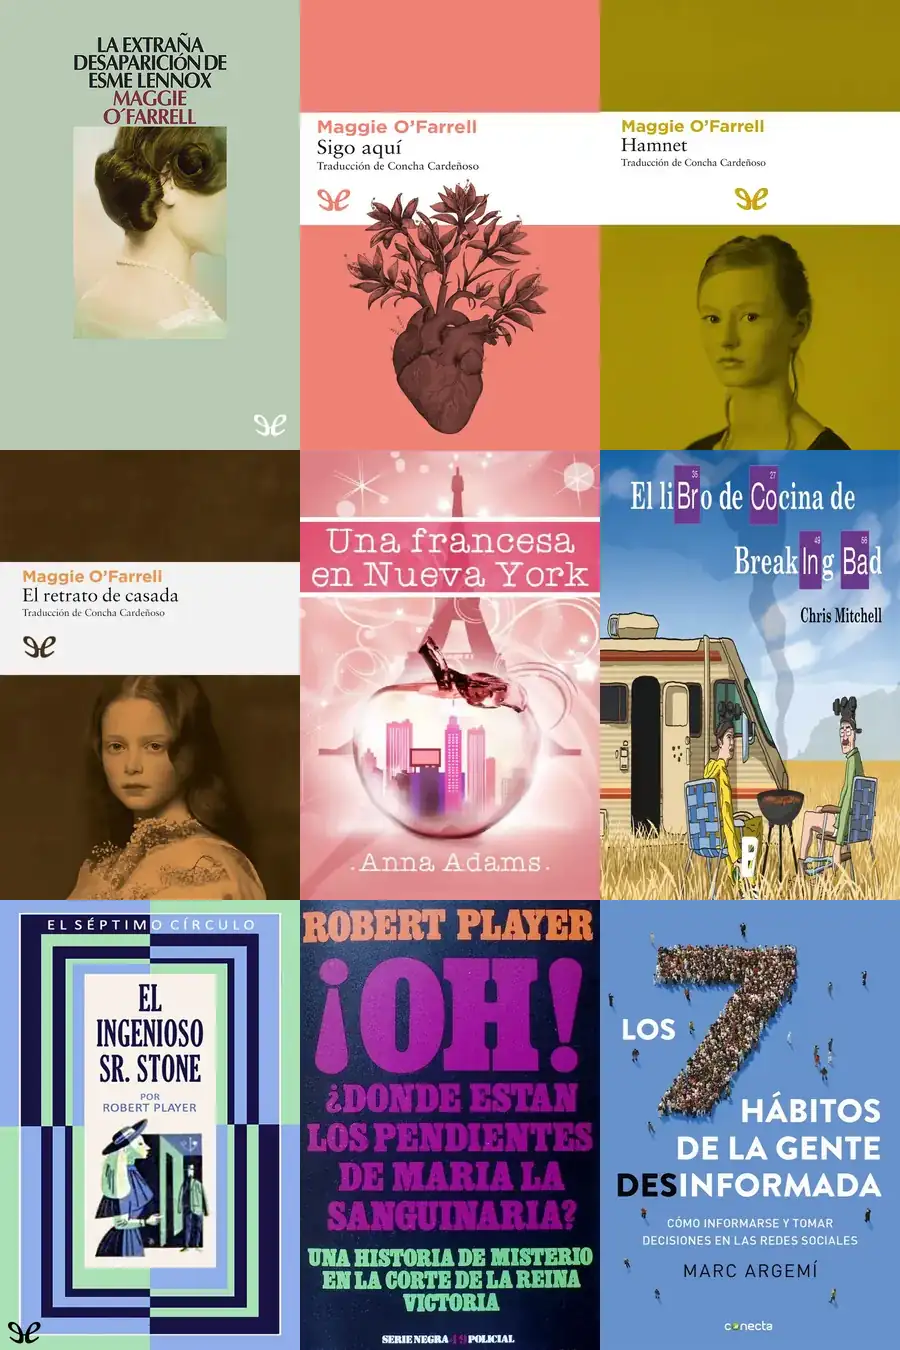 LA EXTRAÑA
DESAPARICIÓN DE
ESME LENNOX
MAGGIE
O´FARRELL
Maggie O’Farrell
Sigo aquí
Traducción de Concha Cardeñoso
Maggie O’Farrell
Hamnet
Traducción de Concha Cardeñoso
Maggie O’Farrell
El retrato de casada
Traducción de Concha Cardeñoso
Una francesa
en Nueva York
.Anna Adams.
35
27
El liBro de Cocina de
49
56
BreakIng Bad
Chris Mitchell
EL SÉPTIMO CÍRCULO
EL
INGENIOSO
SR. STONE
POR
ROBERT PLAYER
ROBERT PLAYER
¡OH!
¿DONDE ESTAN
LOS PENDIENTES
DE MARIA LA
SANGUINARIA?
UNA HISTORIA DE MISTERIO
EN LA CORTE DE LA REINA
VICTORIA
SERIE NEGRA 49 POLICIAL
LOS 7
HÁBITOS
DE LA GENTE
DESINFORMADA
CÓMO INFORMARSE Y TOMAR
DECISIONES EN LAS REDES SOCIALES
MARC ARGEMÍ
conecta